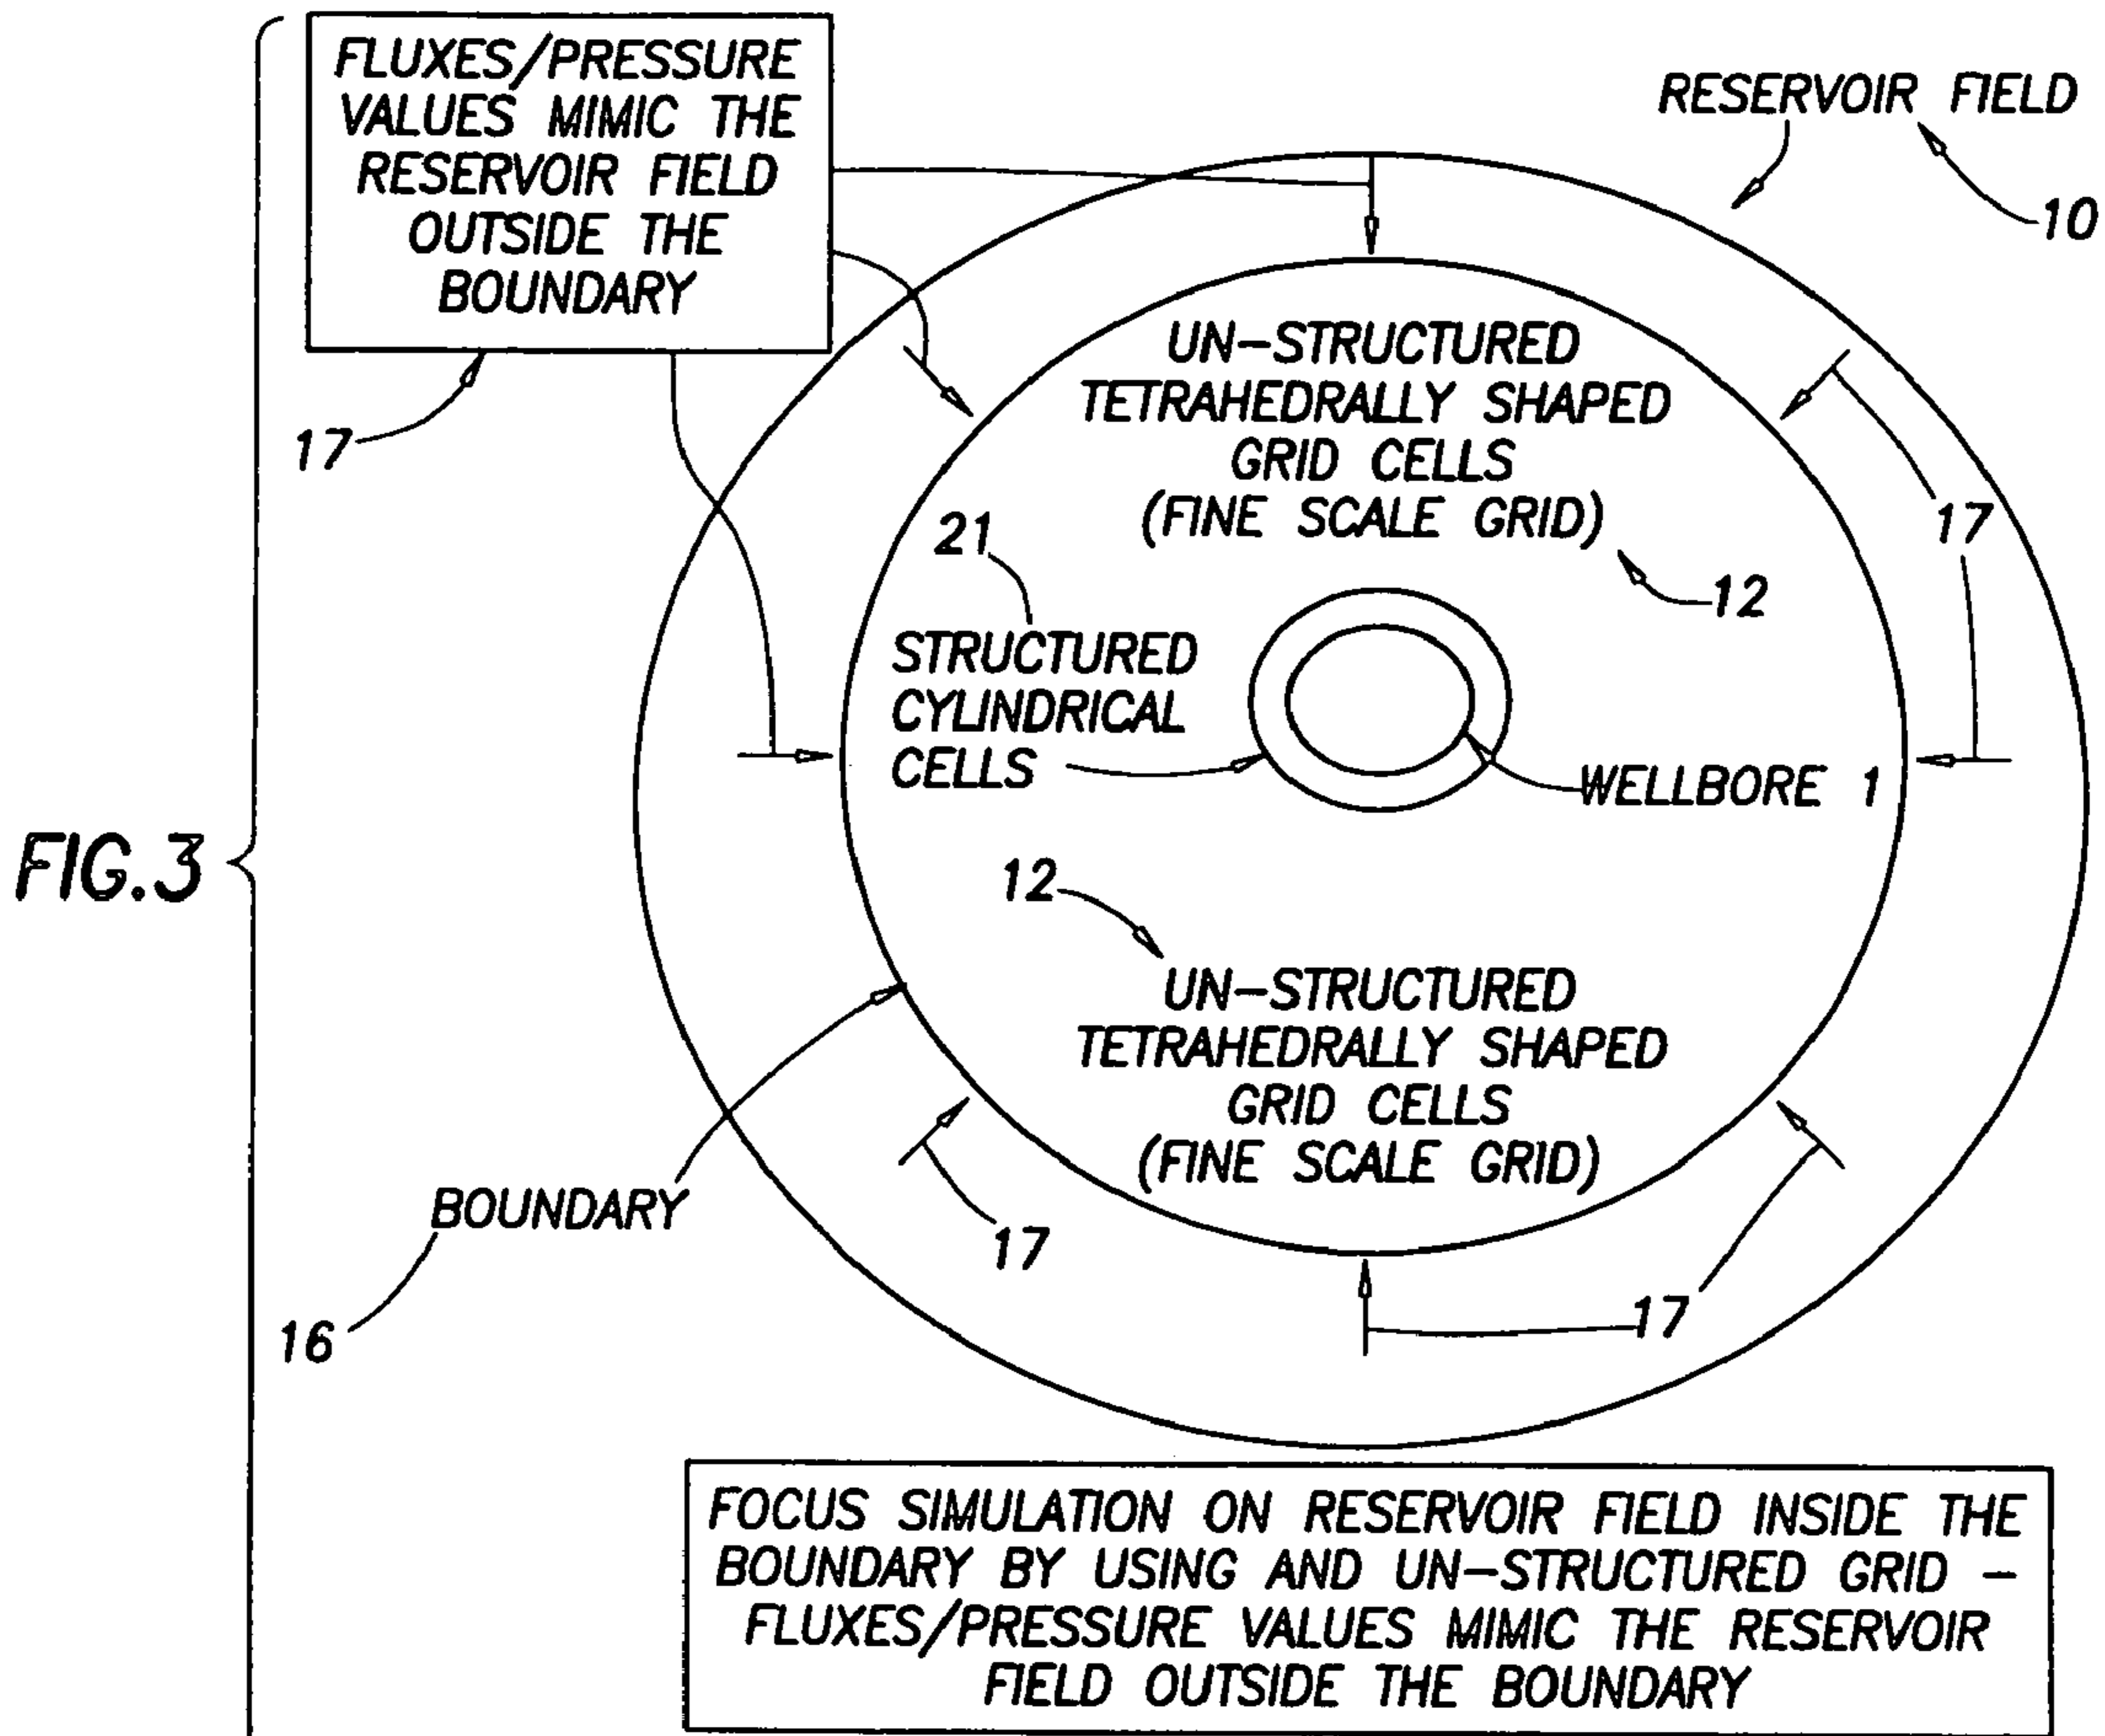 FLUXES/PRESSURE
VALUES MIMIC THE
RESERVOIR FIELD
OUTSIDE THE
BOUNDARY
RESERVOIR FIELD
10
17
UN-STRUCTURED
TETRAHEDRALLY SHAPED
GRID CELLS
(FINE SCALE GRID)
17
21
12
STRUCTURED
CYLINDRICAL
CELLS
WELLBORE 1
FIG.3
12
UN-STRUCTURED
TETRAHEDRALLY SHAPED
GRID CELLS
(FINE SCALE GRID)
BOUNDARY
17
17
16
FOCUS SIMULATION ON RESERVOIR FIELD INSIDE THE
BOUNDARY BY USING AND UN-STRUCTURED GRID -
FLUXES/PRESSURE VALUES MIMIC THE RESERVOIR
FIELD OUTSIDE THE BOUNDARY